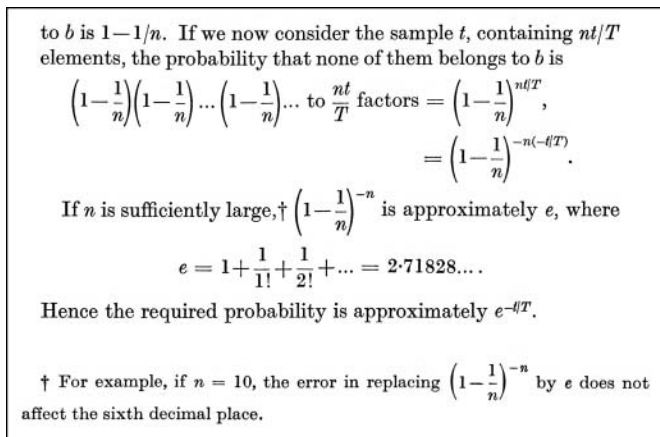 to b is 1—1/n. If we now consider the sample t, containing nt/T
elements, the probability that none of them belongs to b is
(1—1/n)(1—1/n)...(1—1/n)... to nt/T factors = (1—1/n)^{nt/T},
= (1—1/n)^{—n(—t/T)}.
If n is sufficiently large,† (1—1/n)^{—n} is approximately e, where
e = 1+1/1!+1/2!+... = 2·71828... .
Hence the required probability is approximately e^{—t/T}.
† For example, if n = 10, the error in replacing (1—1/n)^{—n} by e does not
affect the sixth decimal place.